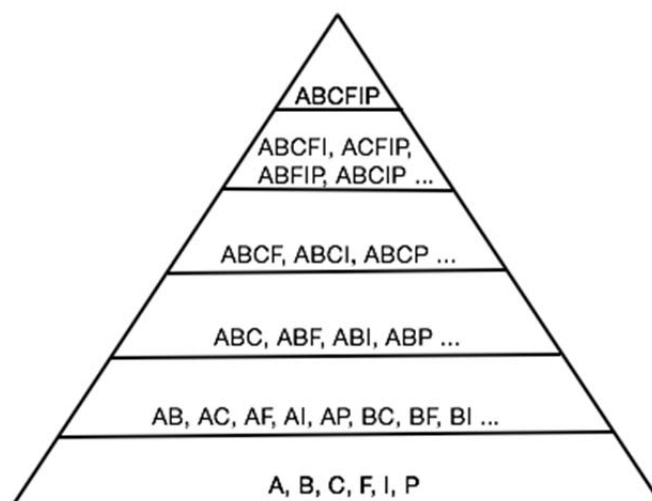 ABCFIP
ABCFI, ACFIP,
ABFIP, ABCIP ...
ABCF, ABCI, ABCP ...
ABC, ABF, ABI, ABP ...
AB, AC, AF, AI, AP, BC, BF, BI ...
A, B, C, F, I, P